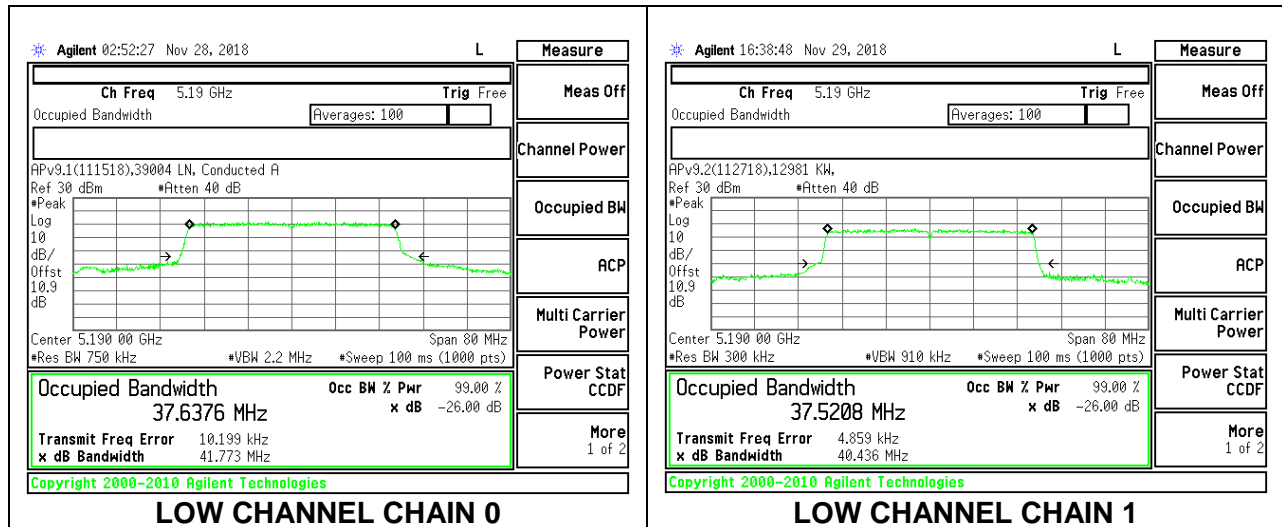 Agilent 02:52:27 Nov 28, 2018 L
Measure
Ch Freq 5.19 GHz Trig Free
Meas Off
Occupied Bandwidth Averages: 100
Channel Power
APv9.1(111518),39004 LN, Conducted A
Ref 30 dBm #Atten 40 dB
#Peak
Occupied BW
Log
10
dB/
ACP
Offst
10.9
dB
Multi Carrier
Power
Center 5.190 00 GHz Span 80 MHz
#Res BW 750 kHz #VBW 2.2 MHz #Sweep 100 ms (1000 pts)
Power Stat
CCDF
Occupied Bandwidth Occ BW % Pwr 99.00 %
37.6376 MHz x dB -26.00 dB
Transmit Freq Error 10.199 kHz
x dB Bandwidth 41.773 MHz
More
1 of 2
Copyright 2000-2010 Agilent Technologies
LOW CHANNEL CHAIN 0
Agilent 16:38:48 Nov 29, 2018 L
Measure
Ch Freq 5.19 GHz Trig Free
Meas Off
Occupied Bandwidth Averages: 100
Channel Power
APv9.2(112718),12981 KW,
Ref 30 dBm #Atten 40 dB
#Peak
Occupied BW
Log
10
dB/
ACP
Offst
10.9
dB
Multi Carrier
Power
Center 5.190 00 GHz Span 80 MHz
#Res BW 300 kHz #VBW 910 kHz #Sweep 100 ms (1000 pts)
Power Stat
CCDF
Occupied Bandwidth Occ BW % Pwr 99.00 %
37.5208 MHz x dB -26.00 dB
Transmit Freq Error 4.859 kHz
x dB Bandwidth 40.436 MHz
More
1 of 2
Copyright 2000-2010 Agilent Technologies
LOW CHANNEL CHAIN 1